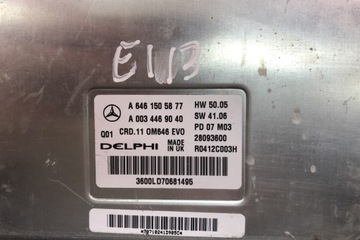 EU3
A 646 150 58 77
A 003 446 90 40
Q01 CRD.11 OM646 EVO
DELPHI MADE IN UK
HW 50.05
SW 41.06
PD 07 M03
28093600
R0412C003H
3600LD70681495